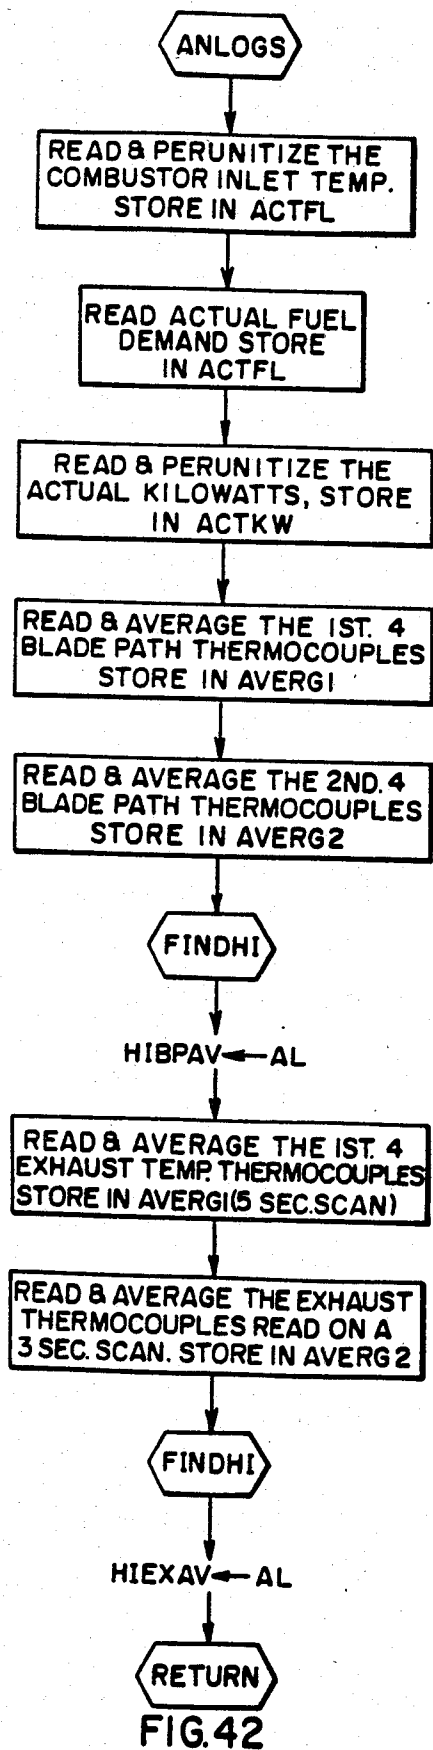 ANLOGS
READ & PERUNITIZE THE
COMBUSTOR INLET TEMP.
STORE IN ACTFL
READ ACTUAL FUEL
DEMAND STORE
IN ACTFL
READ & PERUNITIZE THE
ACTUAL KILOWATTS, STORE
IN ACTKW
READ & AVERAGE THE 1ST. 4
BLADE PATH THERMOCOUPLES
STORE IN AVERG1
READ & AVERAGE THE 2ND. 4
BLADE PATH THERMOCOUPLES
STORE IN AVERG2
FINDHI
HIBPAV←AL
READ & AVERAGE THE 1ST. 4
EXHAUST TEMP. THERMOCOUPLES
STORE IN AVERG1(5 SEC.SCAN)
READ & AVERAGE THE EXHAUST
THERMOCOUPLES READ ON A
3 SEC. SCAN. STORE IN AVERG2
FINDHI
HIEXAV←AL
RETURN
FIG.42